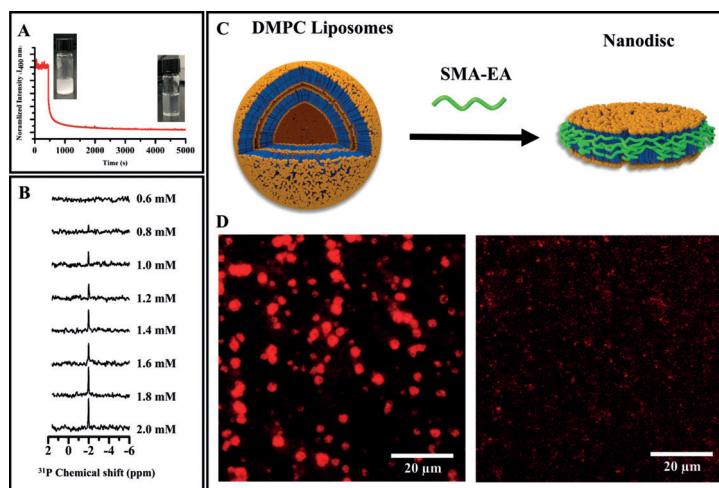 A
Normalized Intensity 1400 nm
0 1000 2000 3000 4000 5000
Time (s)
B
0.6 mM
0.8 mM
1.0 mM
1.2 mM
1.4 mM
1.6 mM
1.8 mM
2.0 mM
2 0 -2 -4 -6
³¹P Chemical shift (ppm)
C
DMPC Liposomes
SMA-EA
Nanodisc
D
20 µm
20 µm